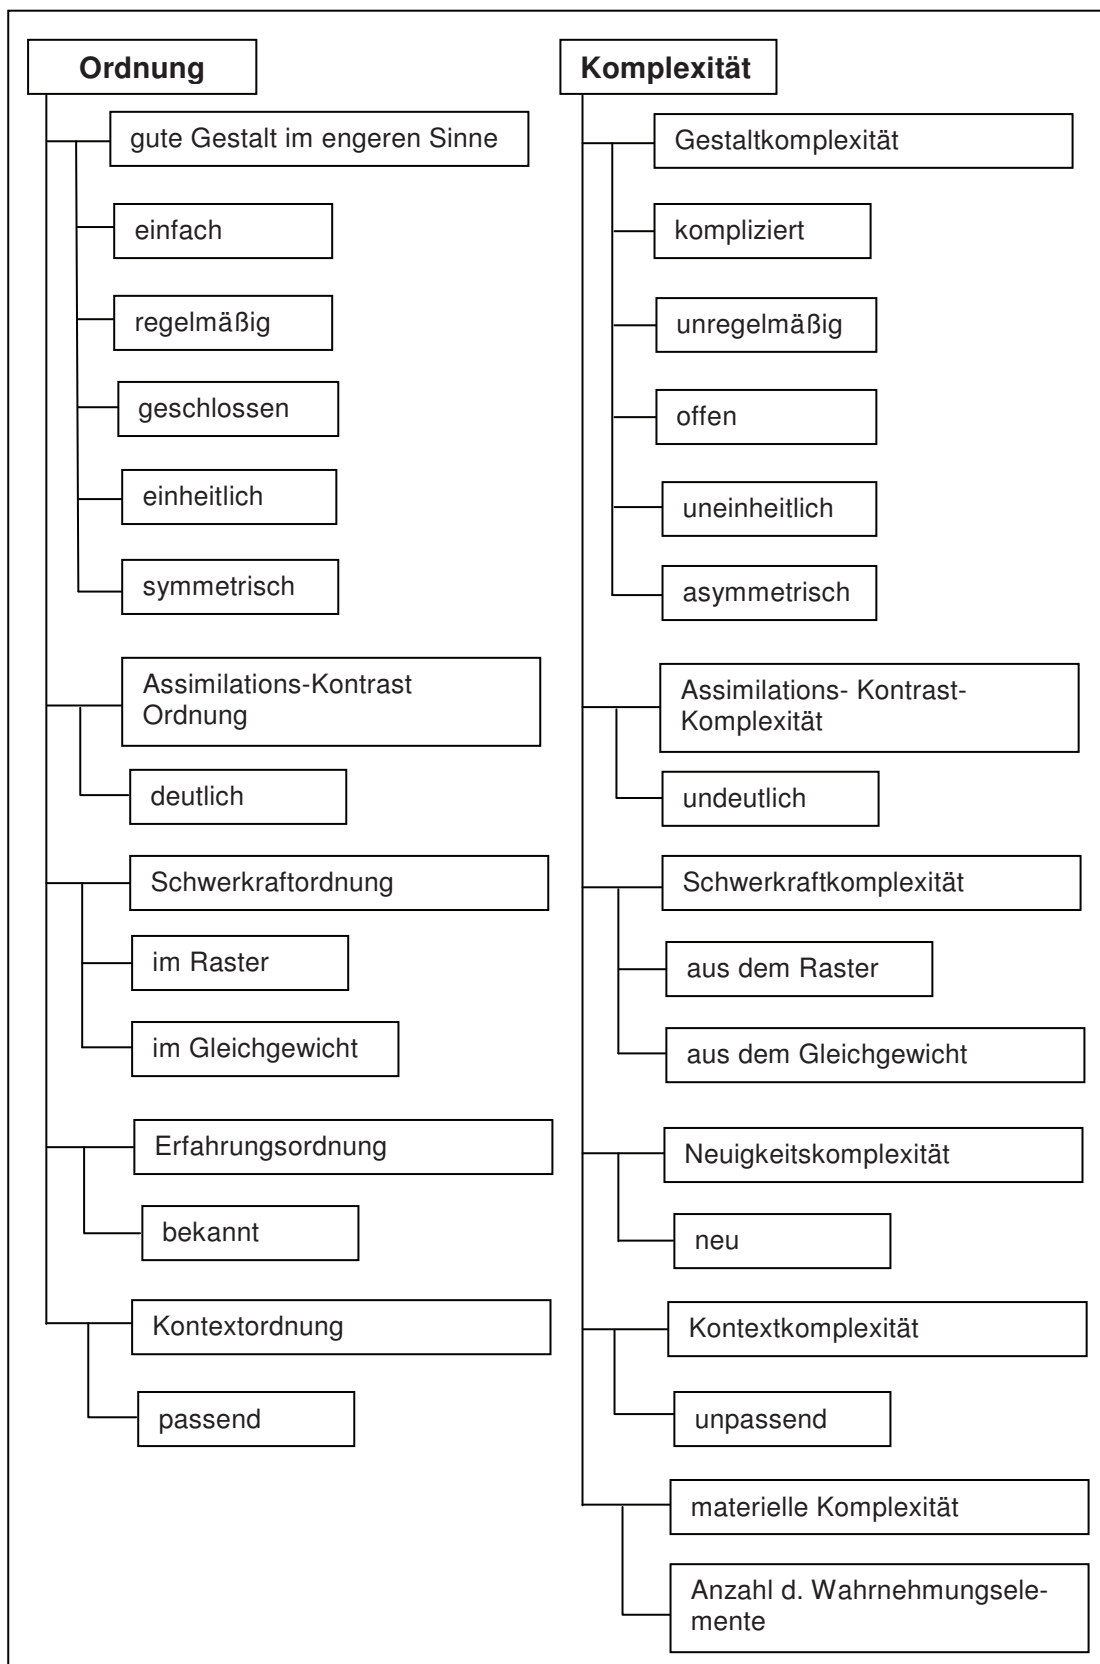 Ordnung
gute Gestalt im engeren Sinne
einfach
regelmäßig
geschlossen
einheitlich
symmetrisch
Assimilations-Kontrast
Ordnung
deutlich
Schwerkraftordnung
im Raster
im Gleichgewicht
Erfahrungsordnung
bekannt
Kontextordnung
passend
Komplexität
Gestaltkomplexität
kompliziert
unregelmäßig
offen
uneinheitlich
asymmetrisch
Assimilations- Kontrast-
Komplexität
undeutlich
Schwerkraftkomplexität
aus dem Raster
aus dem Gleichgewicht
Neuigkeitskomplexität
neu
Kontextkomplexität
unpassend
materielle Komplexität
Anzahl d. Wahrnehmungsele-
mente